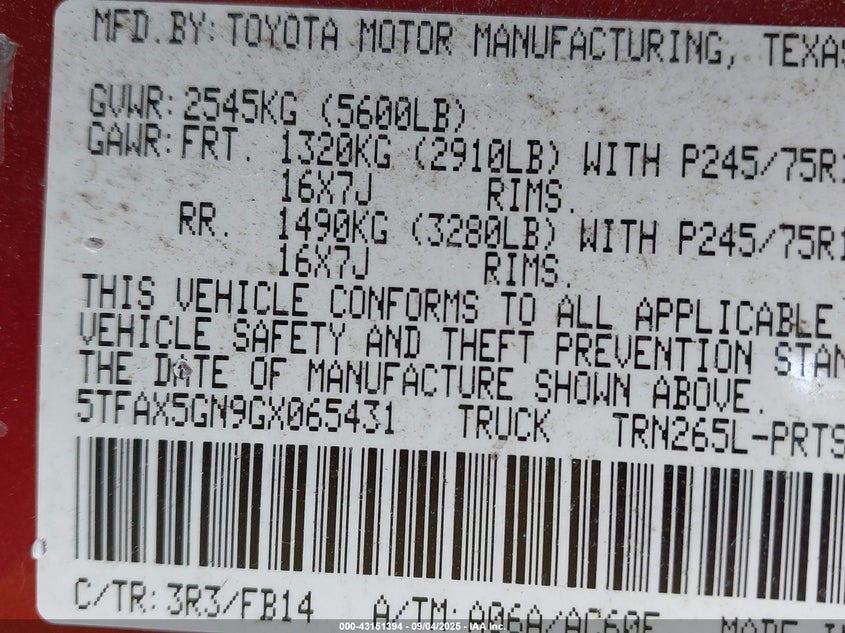 MFD.BY: TOYOTA MOTOR MANUFACTURING, TEXAS
GVWR: 2545KG (5600LB)
GAWR: FRT. 1320KG (2910LB) WITH P245/75R1
16X7J RIMS.
RR. 1490KG (3280LB) WITH P245/75R1
16X7J RIMS.
THIS VEHICLE CONFORMS TO ALL APPLICABLE
VEHICLE SAFETY AND THEFT PREVENTION STAN
THE DATE OF MANUFACTURE SHOWN ABOVE.
5TFAX5GN9GX065431 TRUCK TRN265L-PRTS
C/TR: 3R3/FB14 A/TM: A06A/AC60E MADE
000-43151394 - 09/04/2025 - IAA Inc.